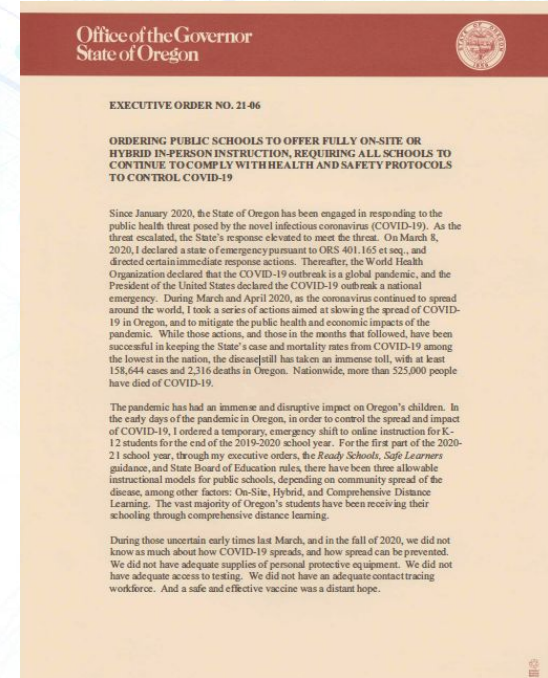 Office of the Governor
State of Oregon
EXECUTIVE ORDER NO. 21-06
ORDERING PUBLIC SCHOOLS TO OFFER FULLY ON-SITE OR
HYBRID IN-PERSON INSTRUCTION, REQUIRING ALL SCHOOLS TO
CONTINUE TO COMPLY WITH HEALTH AND SAFETY PROTOCOLS
TO CONTROL COVID-19
Since January 2020, the State of Oregon has been engaged in responding to the
public health threat posed by the novel infectious coronavirus (COVID-19). As the
threat escalated, the State's response elevated to meet the threat. On March 8,
2020, I declared a state of emergency pursuant to ORS 401.165 et seq., and
directed certain immediate response actions. Thereafter, the World Health
Organization declared that the COVID-19 outbreak is a global pandemic, and the
President of the United States declared the COVID-19 outbreak a national
emergency. During March and April 2020, as the coronavirus continued to spread
around the world, I took a series of actions aimed at slowing the spread of COVID-
19 in Oregon, and to mitigate the public health and economic impacts of the
pandemic. While those actions, and those in the months that followed, have been
successful in keeping the State's case and mortality rates from COVID-19 among
the lowest in the nation, the disease still has taken an immense toll, with at least
158,644 cases and 2,316 deaths in Oregon. Nationwide, more than 525,000 people
have died of COVID-19.
The pandemic has had an immense and disruptive impact on Oregon's children. In
the early days of the pandemic in Oregon, in order to control the spread and impact
of COVID-19, I ordered a temporary, emergency shift to online instruction for K-
12 students for the end of the 2019-2020 school year. For the first part of the 2020-
21 school year, through my executive orders, the Ready Schools, Safe Learners
guidance, and State Board of Education rules, there have been three allowable
instructional models for public schools, depending on community spread of the
disease, among other factors: On-Site, Hybrid, and Comprehensive Distance
Learning. The vast majority of Oregon's students have been receiving their
schooling through comprehensive distance learning.
During those uncertain early times last March, and in the fall of 2020, we did not
know as much about how COVID-19 spreads, and how spread can be prevented.
We did not have adequate supplies of personal protective equipment. We did not
have adequate access to testing. We did not have an adequate contact tracing
workforce. And a safe and effective vaccine was a distant hope.